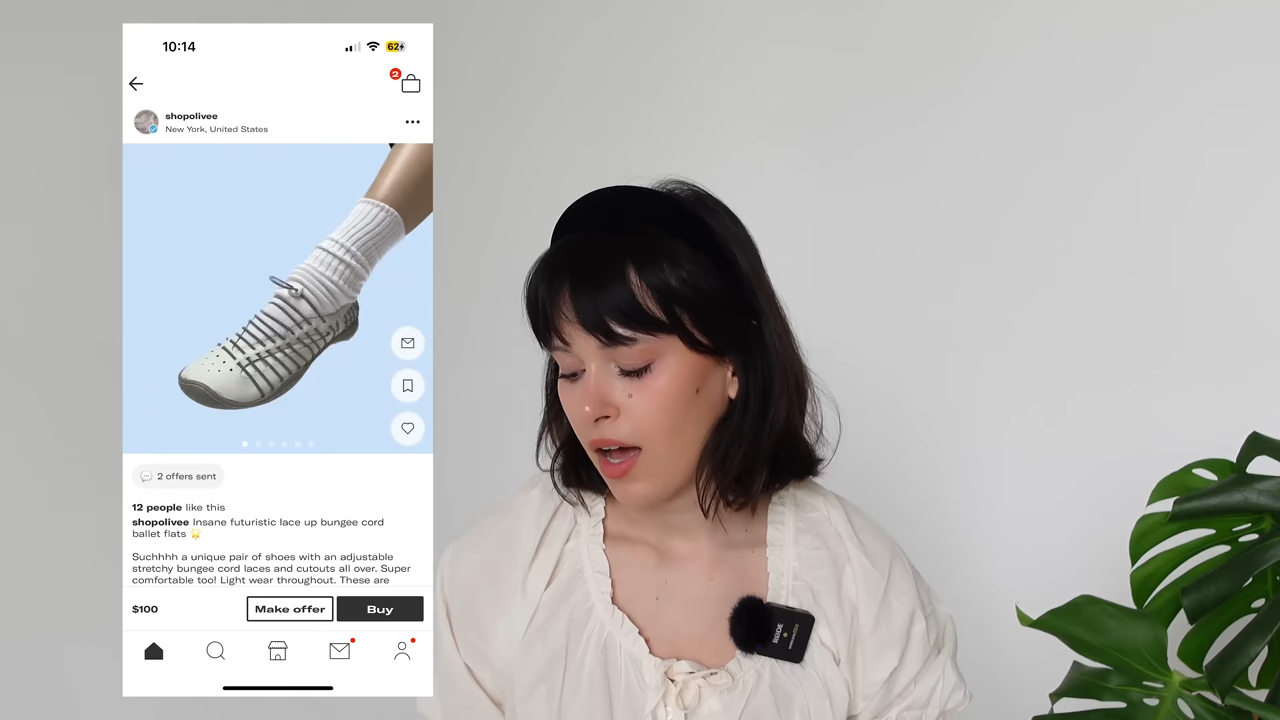 10:14
62
2
shopolivee
New York, United States
2 offers sent
12 people like this
shopolivee Insane futuristic lace up bungee cord
ballet flats
Suchhhh a unique pair of shoes with an adjustable
stretchy bungee cord laces and cutouts all over. Super
comfortable too! Light wear throughout. These are
$100
Make offer
Buy
RØDE